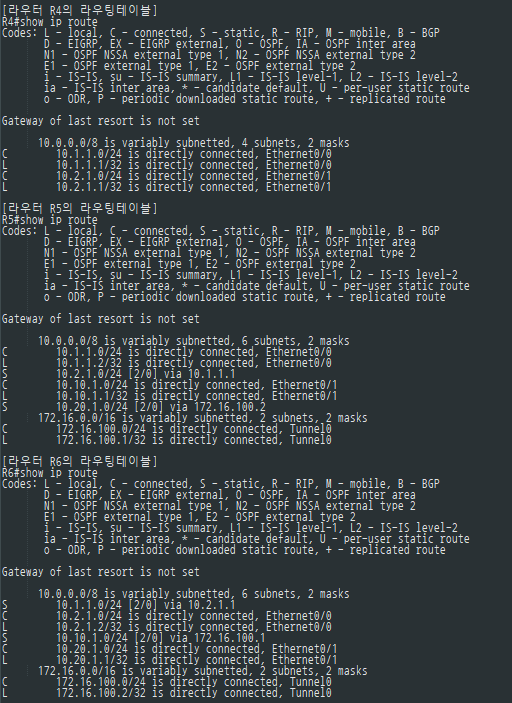 [라우터 R4의 라우팅테이블]
R4#show ip route
Codes: L - local, C - connected, S - static, R - RIP, M - mobile, B - BGP
D - EIGRP, EX - EIGRP external, O - OSPF, IA - OSPF inter area
N1 - OSPF NSSA external type 1, N2 - OSPF NSSA external type 2
E1 - OSPF external type 1, E2 - OSPF external type 2
i - IS-IS, su - IS-IS summary, L1 - IS-IS level-1, L2 - IS-IS level-2
ia - IS-IS inter area, * - candidate default, U - per-user static route
o - ODR, P - periodic downloaded static route, + - replicated route
Gateway of last resort is not set
10.0.0.0/8 is variably subnetted, 4 subnets, 2 masks
C 10.1.1.0/24 is directly connected, Ethernet0/0
L 10.1.1.1/32 is directly connected, Ethernet0/0
C 10.2.1.0/24 is directly connected, Ethernet0/1
L 10.2.1.1/32 is directly connected, Ethernet0/1
[라우터 R5의 라우팅테이블]
R5#show ip route
Codes: L - local, C - connected, S - static, R - RIP, M - mobile, B - BGP
D - EIGRP, EX - EIGRP external, O - OSPF, IA - OSPF inter area
N1 - OSPF NSSA external type 1, N2 - OSPF NSSA external type 2
E1 - OSPF external type 1, E2 - OSPF external type 2
i - IS-IS, su - IS-IS summary, L1 - IS-IS level-1, L2 - IS-IS level-2
ia - IS-IS inter area, * - candidate default, U - per-user static route
o - ODR, P - periodic downloaded static route, + - replicated route
Gateway of last resort is not set
10.0.0.0/8 is variably subnetted, 6 subnets, 2 masks
C 10.1.1.0/24 is directly connected, Ethernet0/0
L 10.1.1.2/32 is directly connected, Ethernet0/0
S 10.2.1.0/24 [2/0] via 10.1.1.1
C 10.10.1.0/24 is directly connected, Ethernet0/1
L 10.10.1.1/32 is directly connected, Ethernet0/1
S 10.20.1.0/24 [2/0] via 172.16.100.2
172.16.0.0/16 is variably subnetted, 2 subnets, 2 masks
C 172.16.100.0/24 is directly connected, Tunnel0
L 172.16.100.1/32 is directly connected, Tunnel0
[라우터 R6의 라우팅테이블]
R6#show ip route
Codes: L - local, C - connected, S - static, R - RIP, M - mobile, B - BGP
D - EIGRP, EX - EIGRP external, O - OSPF, IA - OSPF inter area
N1 - OSPF NSSA external type 1, N2 - OSPF NSSA external type 2
E1 - OSPF external type 1, E2 - OSPF external type 2
i - IS-IS, su - IS-IS summary, L1 - IS-IS level-1, L2 - IS-IS level-2
ia - IS-IS inter area, * - candidate default, U - per-user static route
o - ODR, P - periodic downloaded static route, + - replicated route
Gateway of last resort is not set
10.0.0.0/8 is variably subnetted, 6 subnets, 2 masks
S 10.1.1.0/24 [2/0] via 10.2.1.1
C 10.2.1.0/24 is directly connected, Ethernet0/0
L 10.2.1.2/32 is directly connected, Ethernet0/0
S 10.10.1.0/24 [2/0] via 172.16.100.1
C 10.20.1.0/24 is directly connected, Ethernet0/1
L 10.20.1.1/32 is directly connected, Ethernet0/1
172.16.0.0/16 is variably subnetted, 2 subnets, 2 masks
C 172.16.100.0/24 is directly connected, Tunnel0
L 172.16.100.2/32 is directly connected, Tunnel0